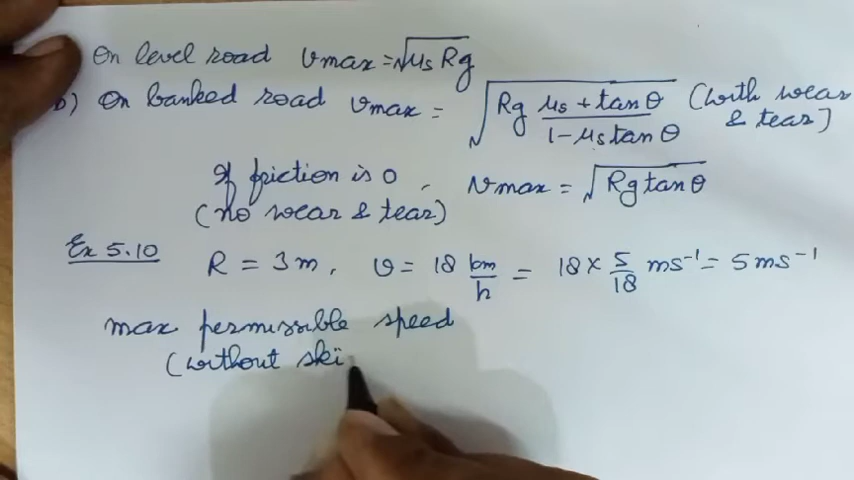 On level road Vmax = √μs Rg
b) On banked road Vmax = √Rg (μs + tan θ)/(1 - μs tan θ) (with wear & tear)
If friction is 0, Vmax = √Rg tan θ
(no wear & tear)
Ex 5.10 R = 3m, v = 18 km/h = 18 × 5/18 ms⁻¹ = 5 ms⁻¹
max permissible speed
(without ski